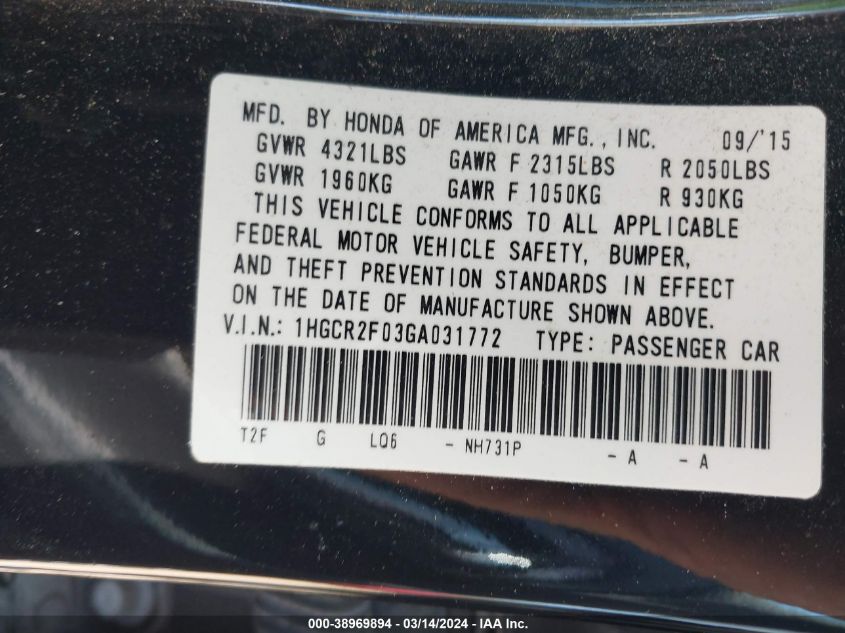 MFD. BY HONDA OF AMERICA MFG., INC. 09/'15
GVWR 4321LBS GAWR F 2315LBS R 2050LBS
GVWR 1960KG GAWR F 1050KG R 930KG
THIS VEHICLE CONFORMS TO ALL APPLICABLE
FEDERAL MOTOR VEHICLE SAFETY, BUMPER,
AND THEFT PREVENTION STANDARDS IN EFFECT
ON THE DATE OF MANUFACTURE SHOWN ABOVE.
V.I.N.: 1HGCR2F03GA031772 TYPE: PASSENGER CAR
T2F G LQ6 - NH731P - A - A
000-38969894 - 03/14/2024 - IAA Inc.